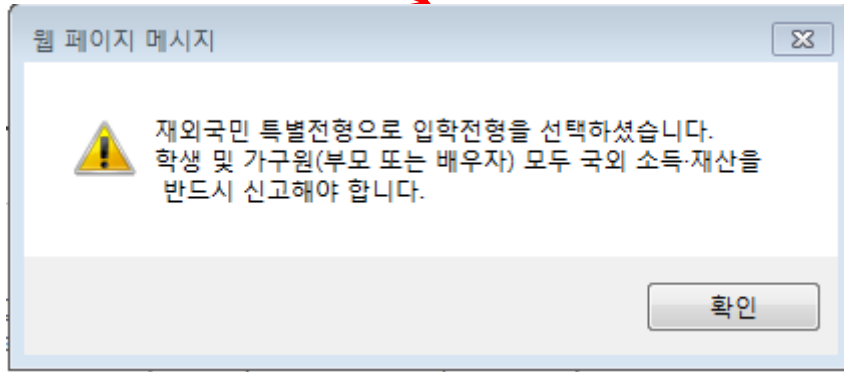 웹 페이지 메시지
재외국민 특별전형으로 입학전형을 선택하셨습니다.
학생 및 가구원(부모 또는 배우자) 모두 국외 소득·재산을
반드시 신고해야 합니다.
확인